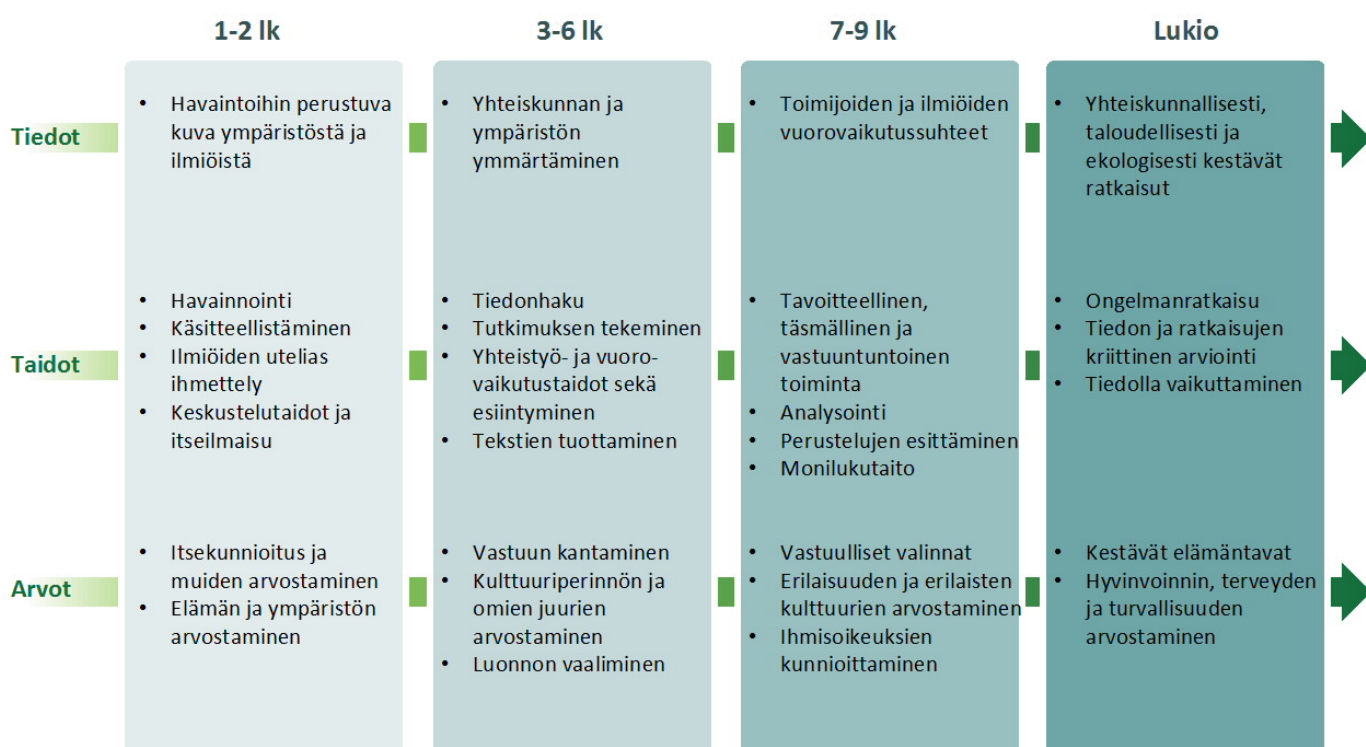 1-2 lk
3-6 lk
7-9 lk
Lukio
Tiedot
• Havaintoihin perustuva
kuva ympäristöstä ja
ilmiöistä
• Yhteiskunnan ja
ympäristön
ymmärtäminen
• Toimijoiden ja ilmiöiden
vuorovaikutussuhteet
• Yhteiskunnallisesti,
taloudellisesti ja
ekologisesti kestävät
ratkaisut
Taidot
• Havainnointi
• Käsitteellistäminen
• Ilmiöiden utelias
ihmettely
• Keskustelutaidot ja
itseilmaisu
• Tiedonhaku
• Tutkimuksen tekeminen
• Yhteistyö- ja vuoro-
vaikutustaidot sekä
esiintyminen
• Tekstien tuottaminen
• Tavoitteellinen,
täsmällinen ja
vastuuntuntoinen
toiminta
• Analysointi
• Perustelujen esittäminen
• Monilukutaito
• Ongelmanratkaisu
• Tiedon ja ratkaisujen
kriittinen arviointi
• Tiedolla vaikuttaminen
Arvot
• Itsekunnioitus ja
muiden arvostaminen
• Elämän ja ympäristön
arvostaminen
• Vastuun kantaminen
• Kulttuuriperinnön ja
omien juurien
arvostaminen
• Luonnon vaaliminen
• Vastuulliset valinnat
• Erilaisuuden ja erilaisten
kulttuurien arvostaminen
• Ihmisoikeuksien
kunnioittaminen
• Kestävät elämäntavat
• Hyvinvoinnin, terveyden
ja turvallisuuden
arvostaminen